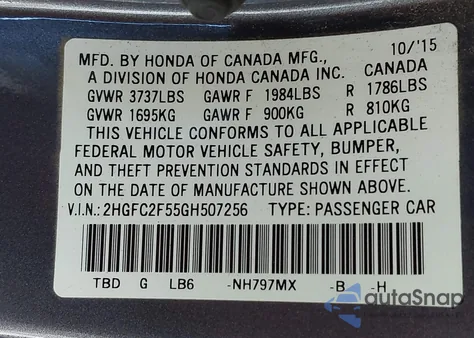 MFD. BY HONDA OF CANADA MFG., 10/'15
A DIVISION OF HONDA CANADA INC. CANADA
GVWR 3737LBS GAWR F 1984LBS R 1786LBS
GVWR 1695KG GAWR F 900KG R 810KG
THIS VEHICLE CONFORMS TO ALL APPLICABLE
FEDERAL MOTOR VEHICLE SAFETY, BUMPER,
AND THEFT PREVENTION STANDARDS IN EFFECT
ON THE DATE OF MANUFACTURE SHOWN ABOVE.
V.I.N.: 2HGFC2F55GH507256 TYPE: PASSENGER CAR
TBD G LB6 -NH797MX -B -H
autoSnap